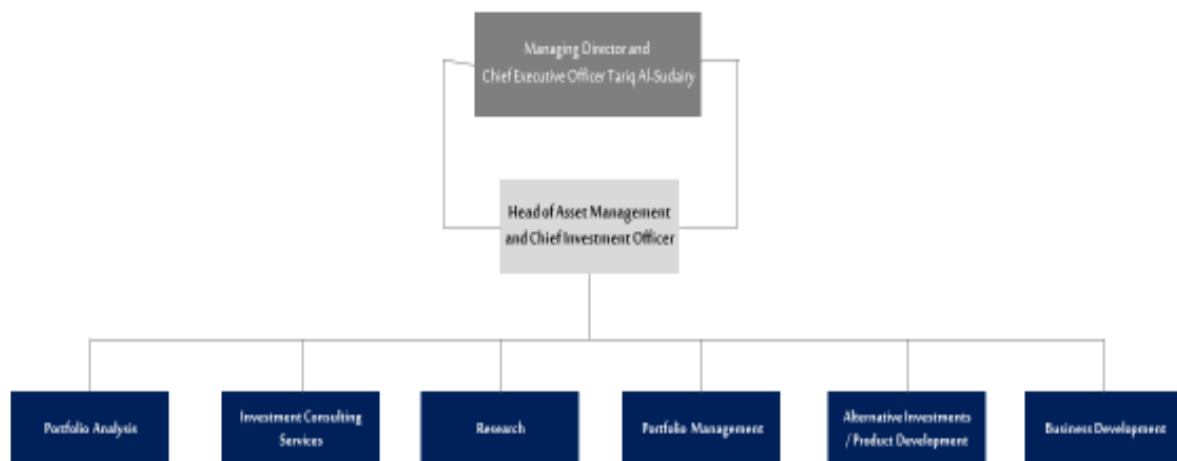 Managing Director and
Chief Executive Officer Tariq Al-Sudairy
Head of Asset Management
and Chief Investment Officer
Portfolio Analysis
Investment Consulting
Services
Research
Portfolio Management
Alternative Investments
/ Product Development
Business Development